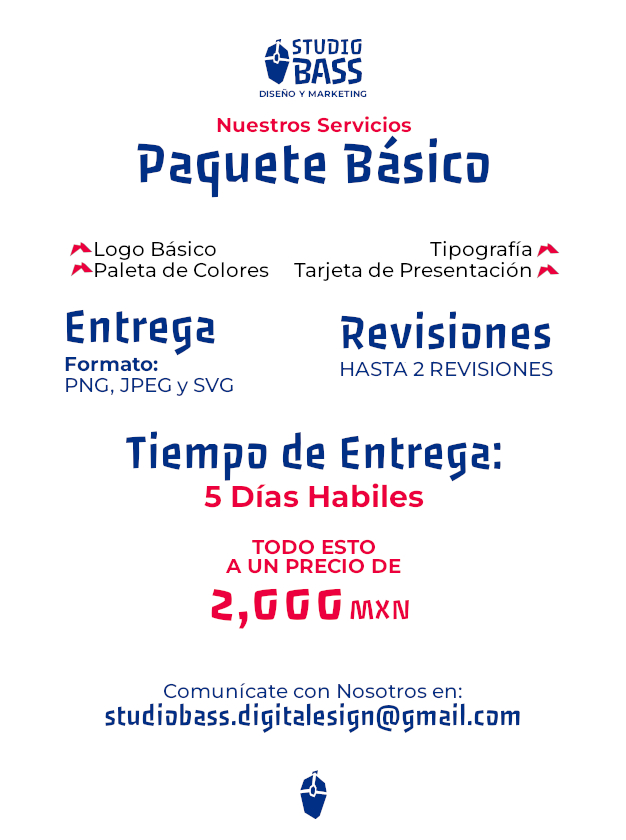 STUDIO
BASS
DISEÑO Y MARKETING
Nuestros Servicios
Paquete Básico
Logo Básico
Paleta de Colores
Tipografía
Tarjeta de Presentación
Entrega
Formato:
PNG, JPEG y SVG
Revisiones
HASTA 2 REVISIONES
Tiempo de Entrega:
5 Días Habiles
TODO ESTO
A UN PRECIO DE
2,000 MXN
Comunícate con Nosotros en:
studiobass.digitalesign@gmail.com